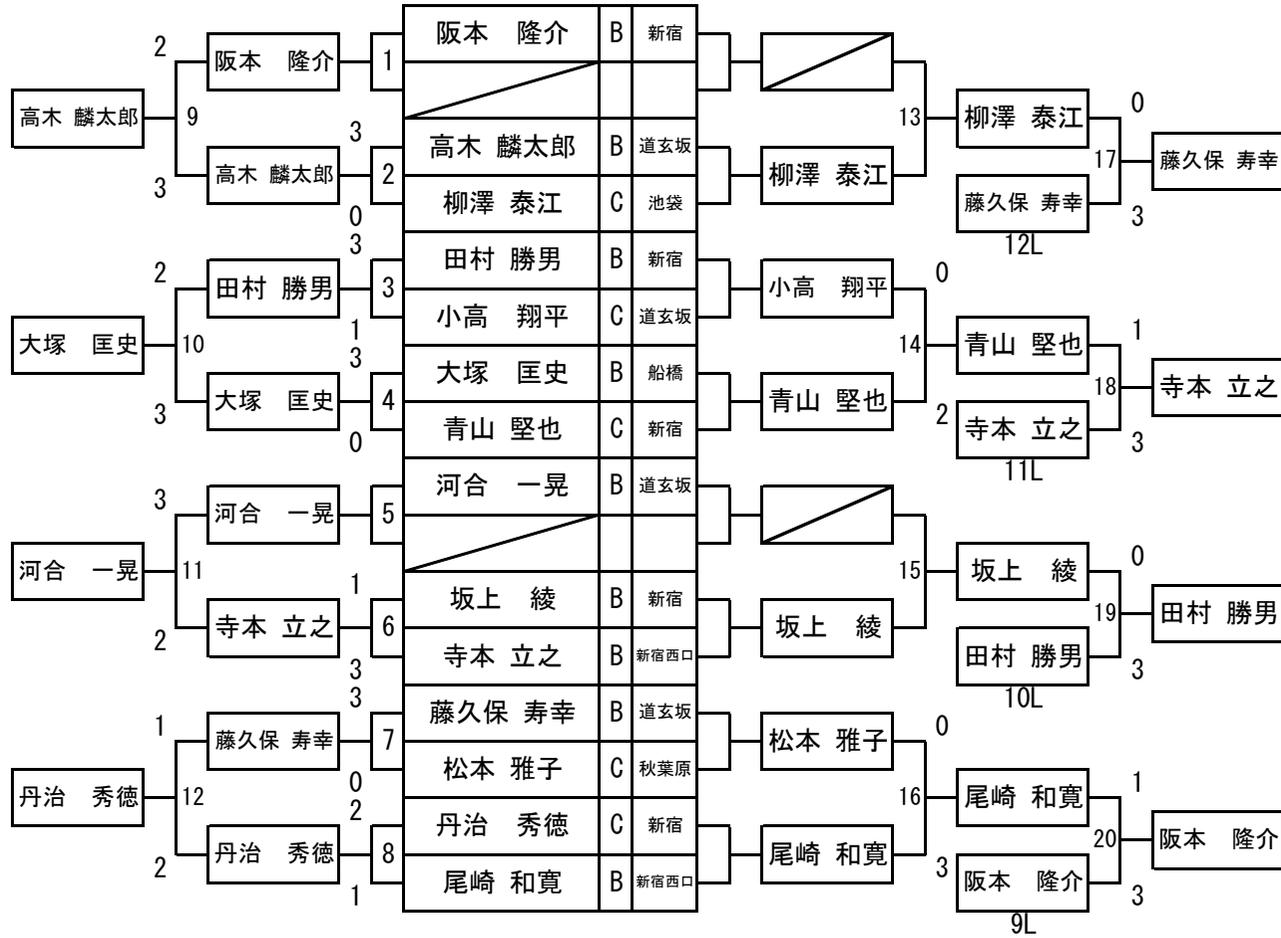 阪本　隆介 B 新宿
2 阪本　隆介 1
高木 麟太郎 9 13 柳澤 泰江 0
3 高木 麟太郎 B 道玄坂
17 藤久保 寿幸
3 高木 麟太郎 2 柳澤 泰江
0 柳澤 泰江 C 池袋 藤久保 寿幸 3
12L
3 田村 勝男 B 新宿
2 田村 勝男 3 小高　翔平 0
1 小高　翔平 C 道玄坂
大塚　匡史 10 14 青山 堅也 1
3 大塚　匡史 B 船橋
18 寺本 立之
3 大塚　匡史 4 青山 堅也 2
0 青山 堅也 C 新宿 寺本 立之 3
11L
河合　一晃 B 道玄坂
3 河合　一晃 5
河合　一晃 11 15 坂上　綾 0
1 坂上　綾 B 新宿
19 田村 勝男
2 寺本 立之 6 坂上　綾
3 寺本 立之 B 新宿西口 田村 勝男 3
10L
3 藤久保 寿幸 B 道玄坂
1 藤久保 寿幸 7 松本 雅子 0
0 松本 雅子 C 秋葉原
丹治　秀徳 12 16 尾崎 和寛 1
2 丹治　秀徳 C 新宿
20 阪本　隆介
2 丹治　秀徳 8 尾崎 和寛 3
1 尾崎 和寛 B 新宿西口 阪本　隆介 3
9L